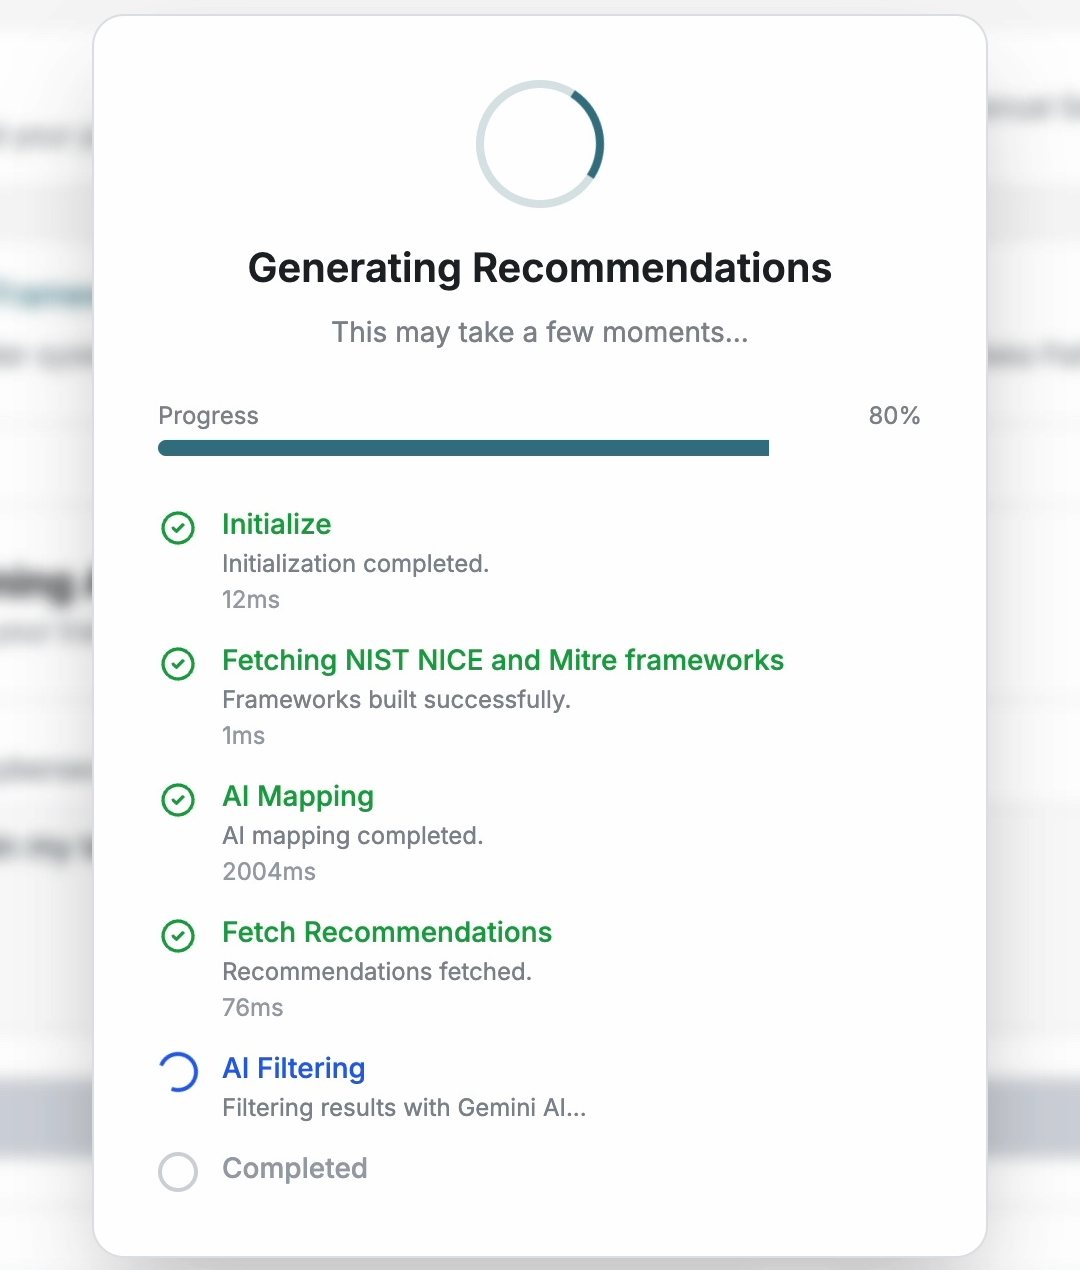 Generating Recommendations
This may take a few moments...
Progress 80%
Initialize
Initialization completed.
12ms
Fetching NIST NICE and Mitre frameworks
Frameworks built successfully.
1ms
AI Mapping
AI mapping completed.
2004ms
Fetch Recommendations
Recommendations fetched.
76ms
AI Filtering
Filtering results with Gemini AI...
Completed